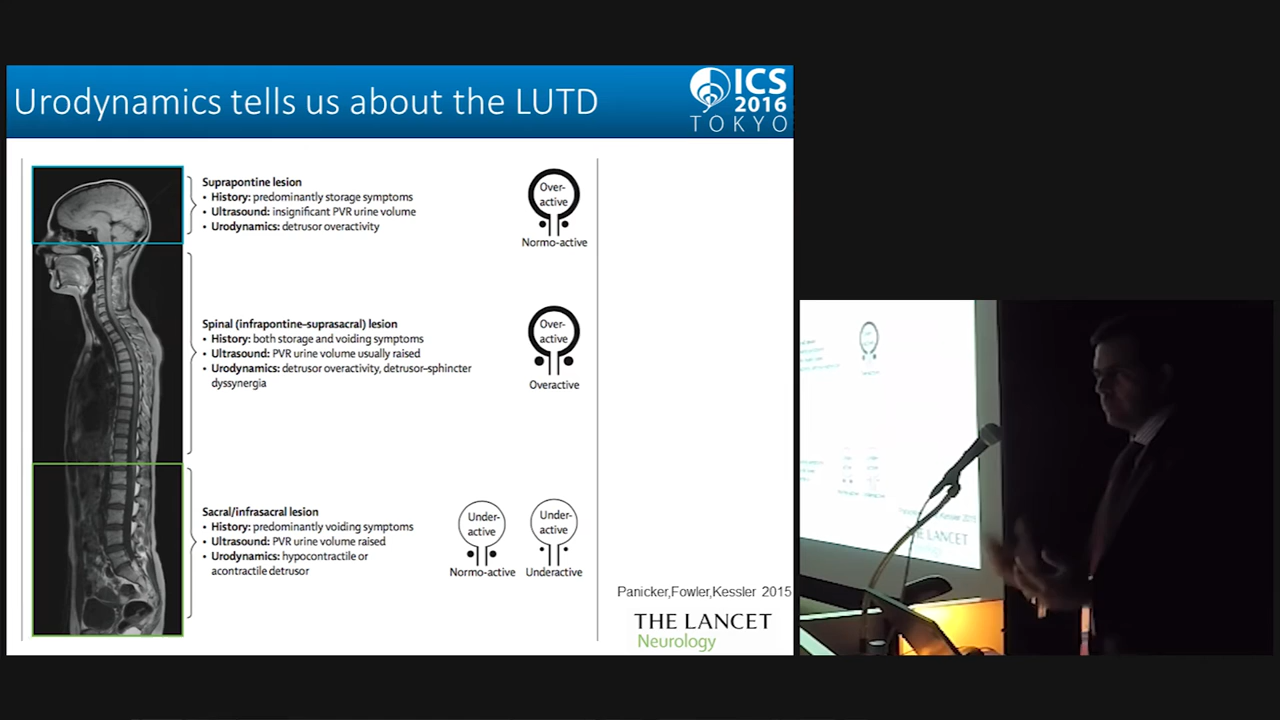 Urodynamics tells us about the LUTD
ICS
2016
TOKYO
Suprapontine lesion
• History: predominantly storage symptoms
• Ultrasound: insignificant PVR urine volume
• Urodynamics: detrusor overactivity
Over-
active
Normo-active
Spinal (infrapontine–suprasacral) lesion
• History: both storage and voiding symptoms
• Ultrasound: PVR urine volume usually raised
• Urodynamics: detrusor overactivity, detrusor–sphincter
dyssynergia
Over-
active
Overactive
Sacral/infrasacral lesion
• History: predominantly voiding symptoms
• Ultrasound: PVR urine volume raised
• Urodynamics: hypocontractile or
acontractile detrusor
Under-
active
Normo-active
Under-
active
Underactive
Panicker,Fowler,Kessler 2015
THE LANCET
Neurology
Kessler 2015
LANCET